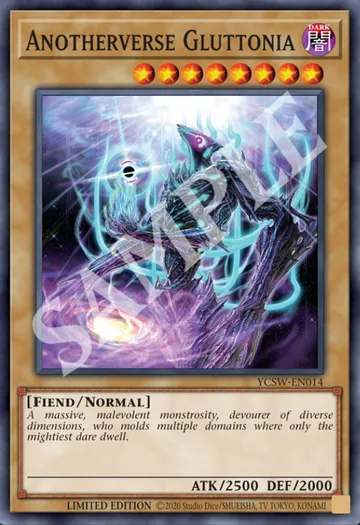 ANOTHERVERSE GLUTTONIA
DARK
闇
SAMPLE
YCSW-EN014
[FIEND/NORMAL]
A massive, malevolent monstrosity, devourer of diverse
dimensions, who molds multiple domains where only the
mightiest dare dwell.
ATK/2500 DEF/2000
LIMITED EDITION ©2020 Studio Dice/SHUEISHA, TV TOKYO, KONAMI